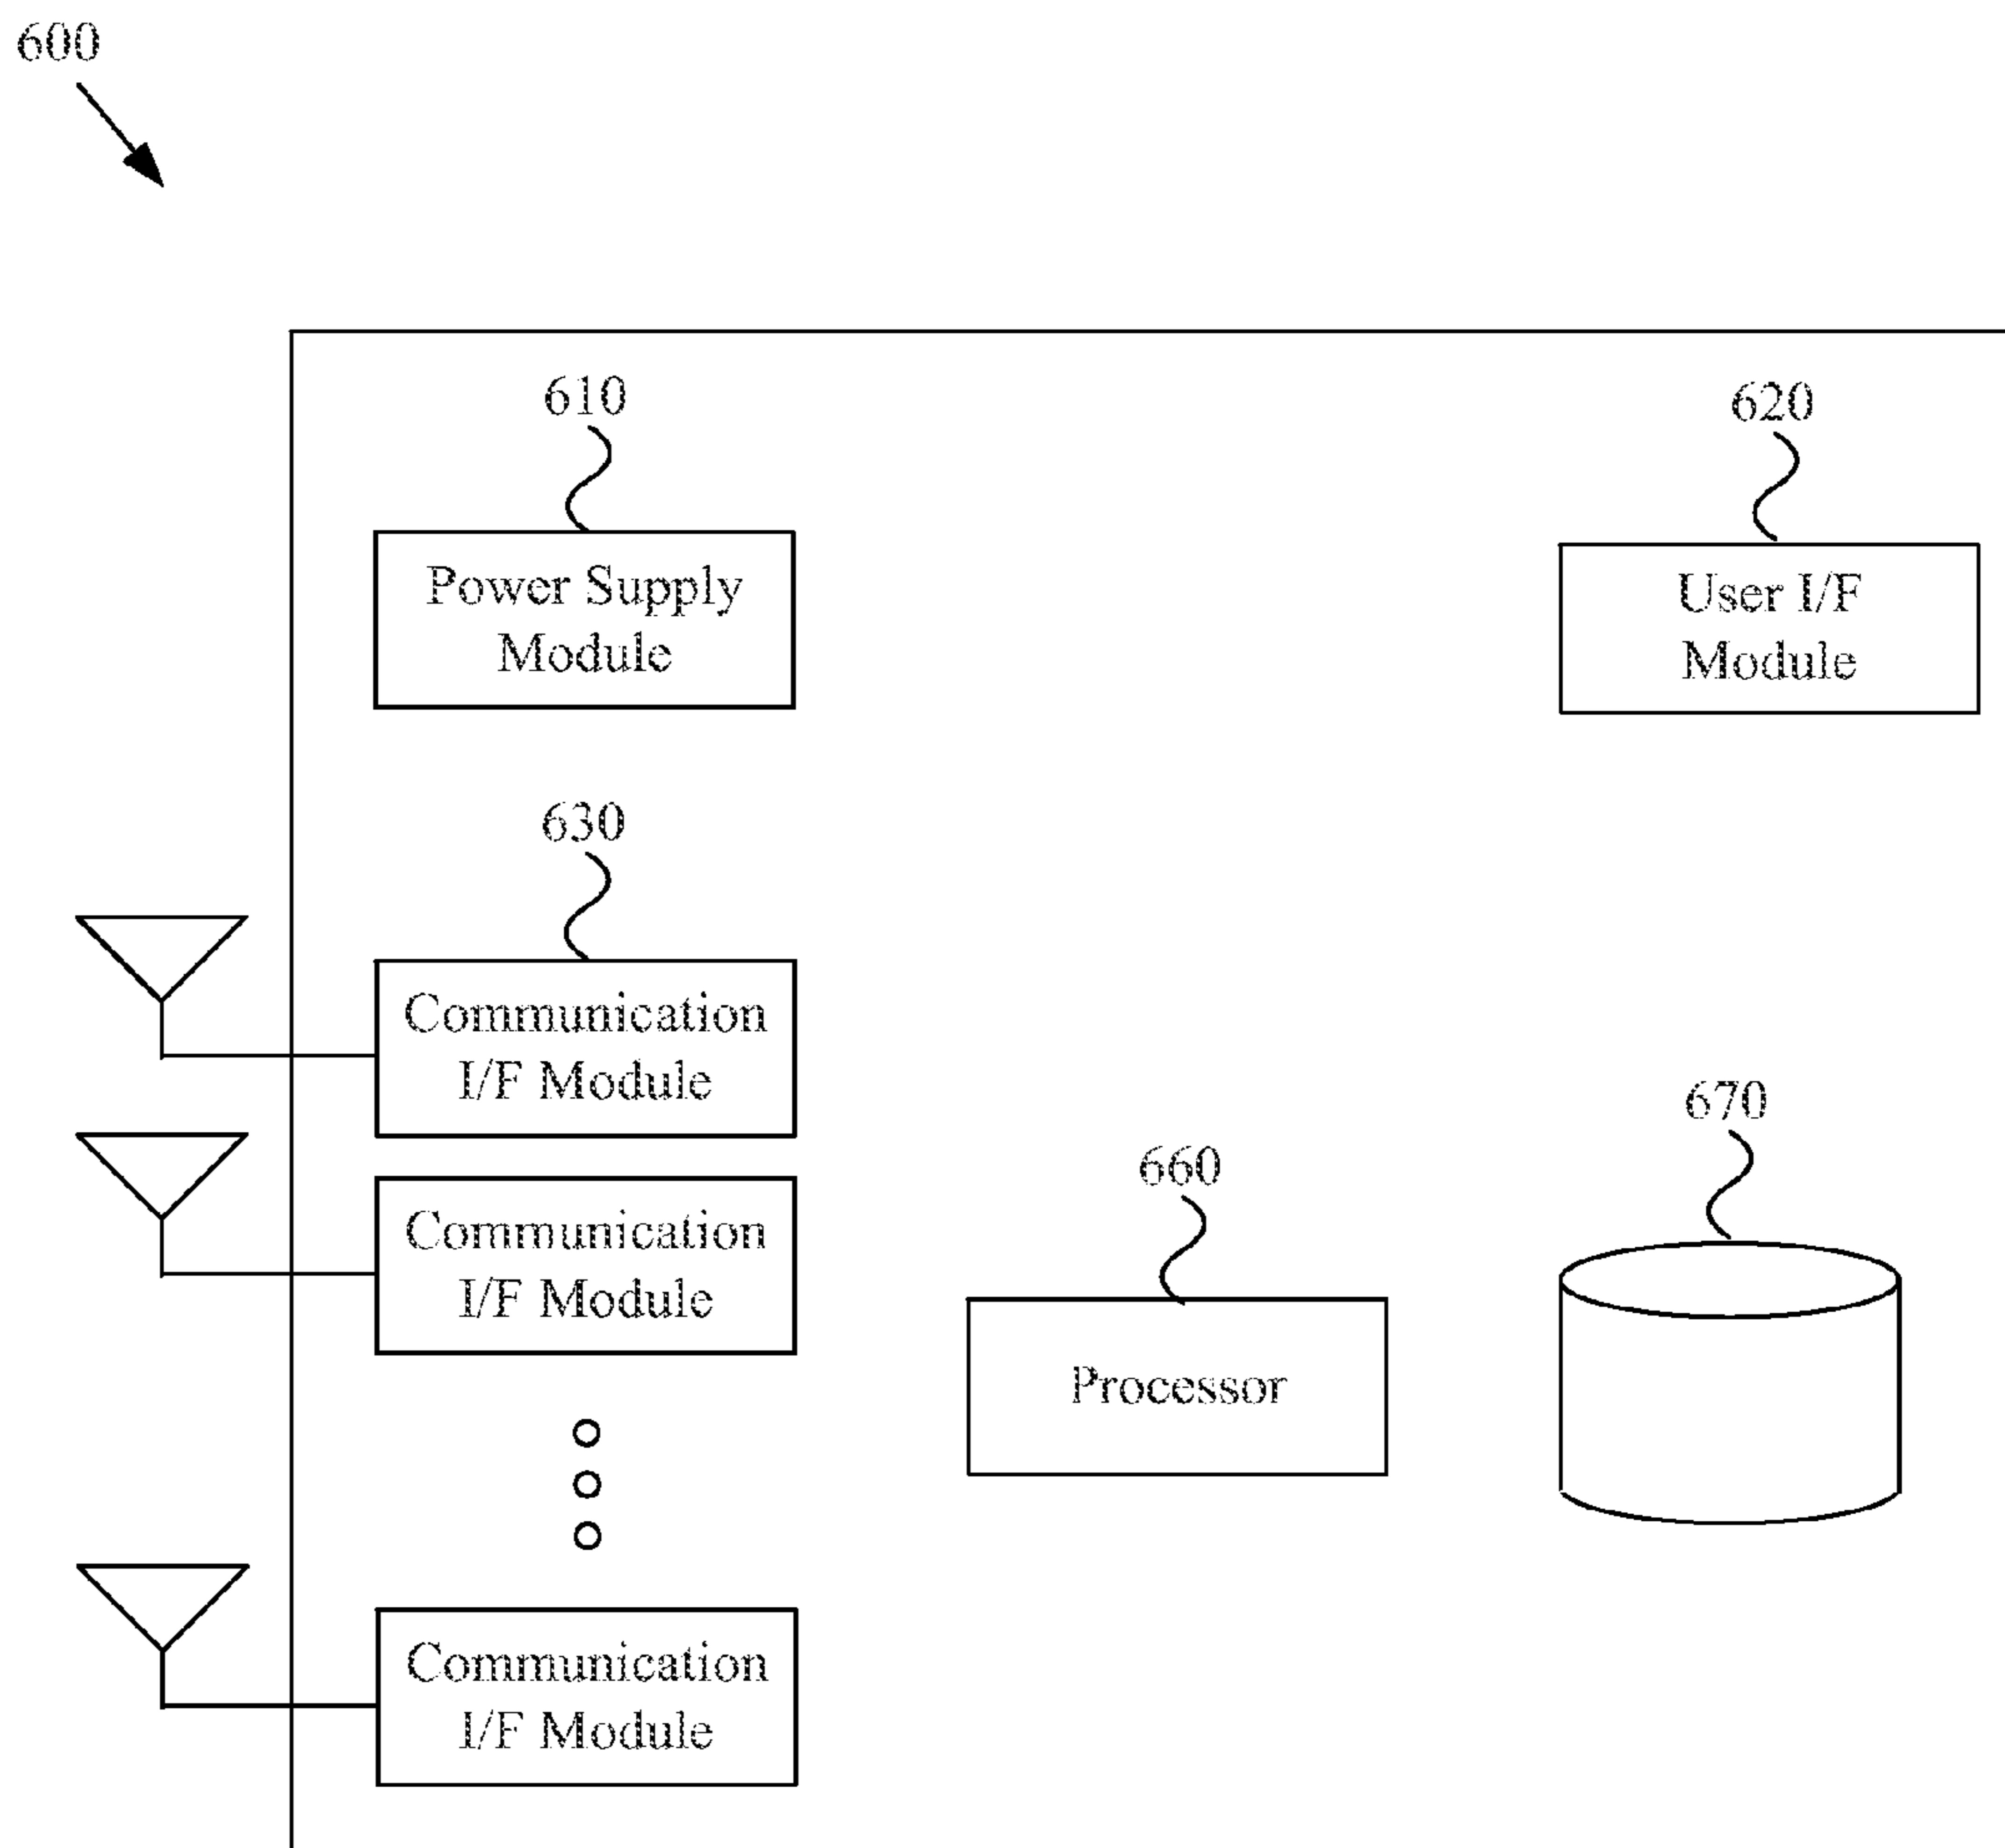 600
610
620
Power Supply
Module
User I/F
Module
630
Communication
I/F Module
670
660
Communication
I/F Module
Processor
Communication
I/F Module